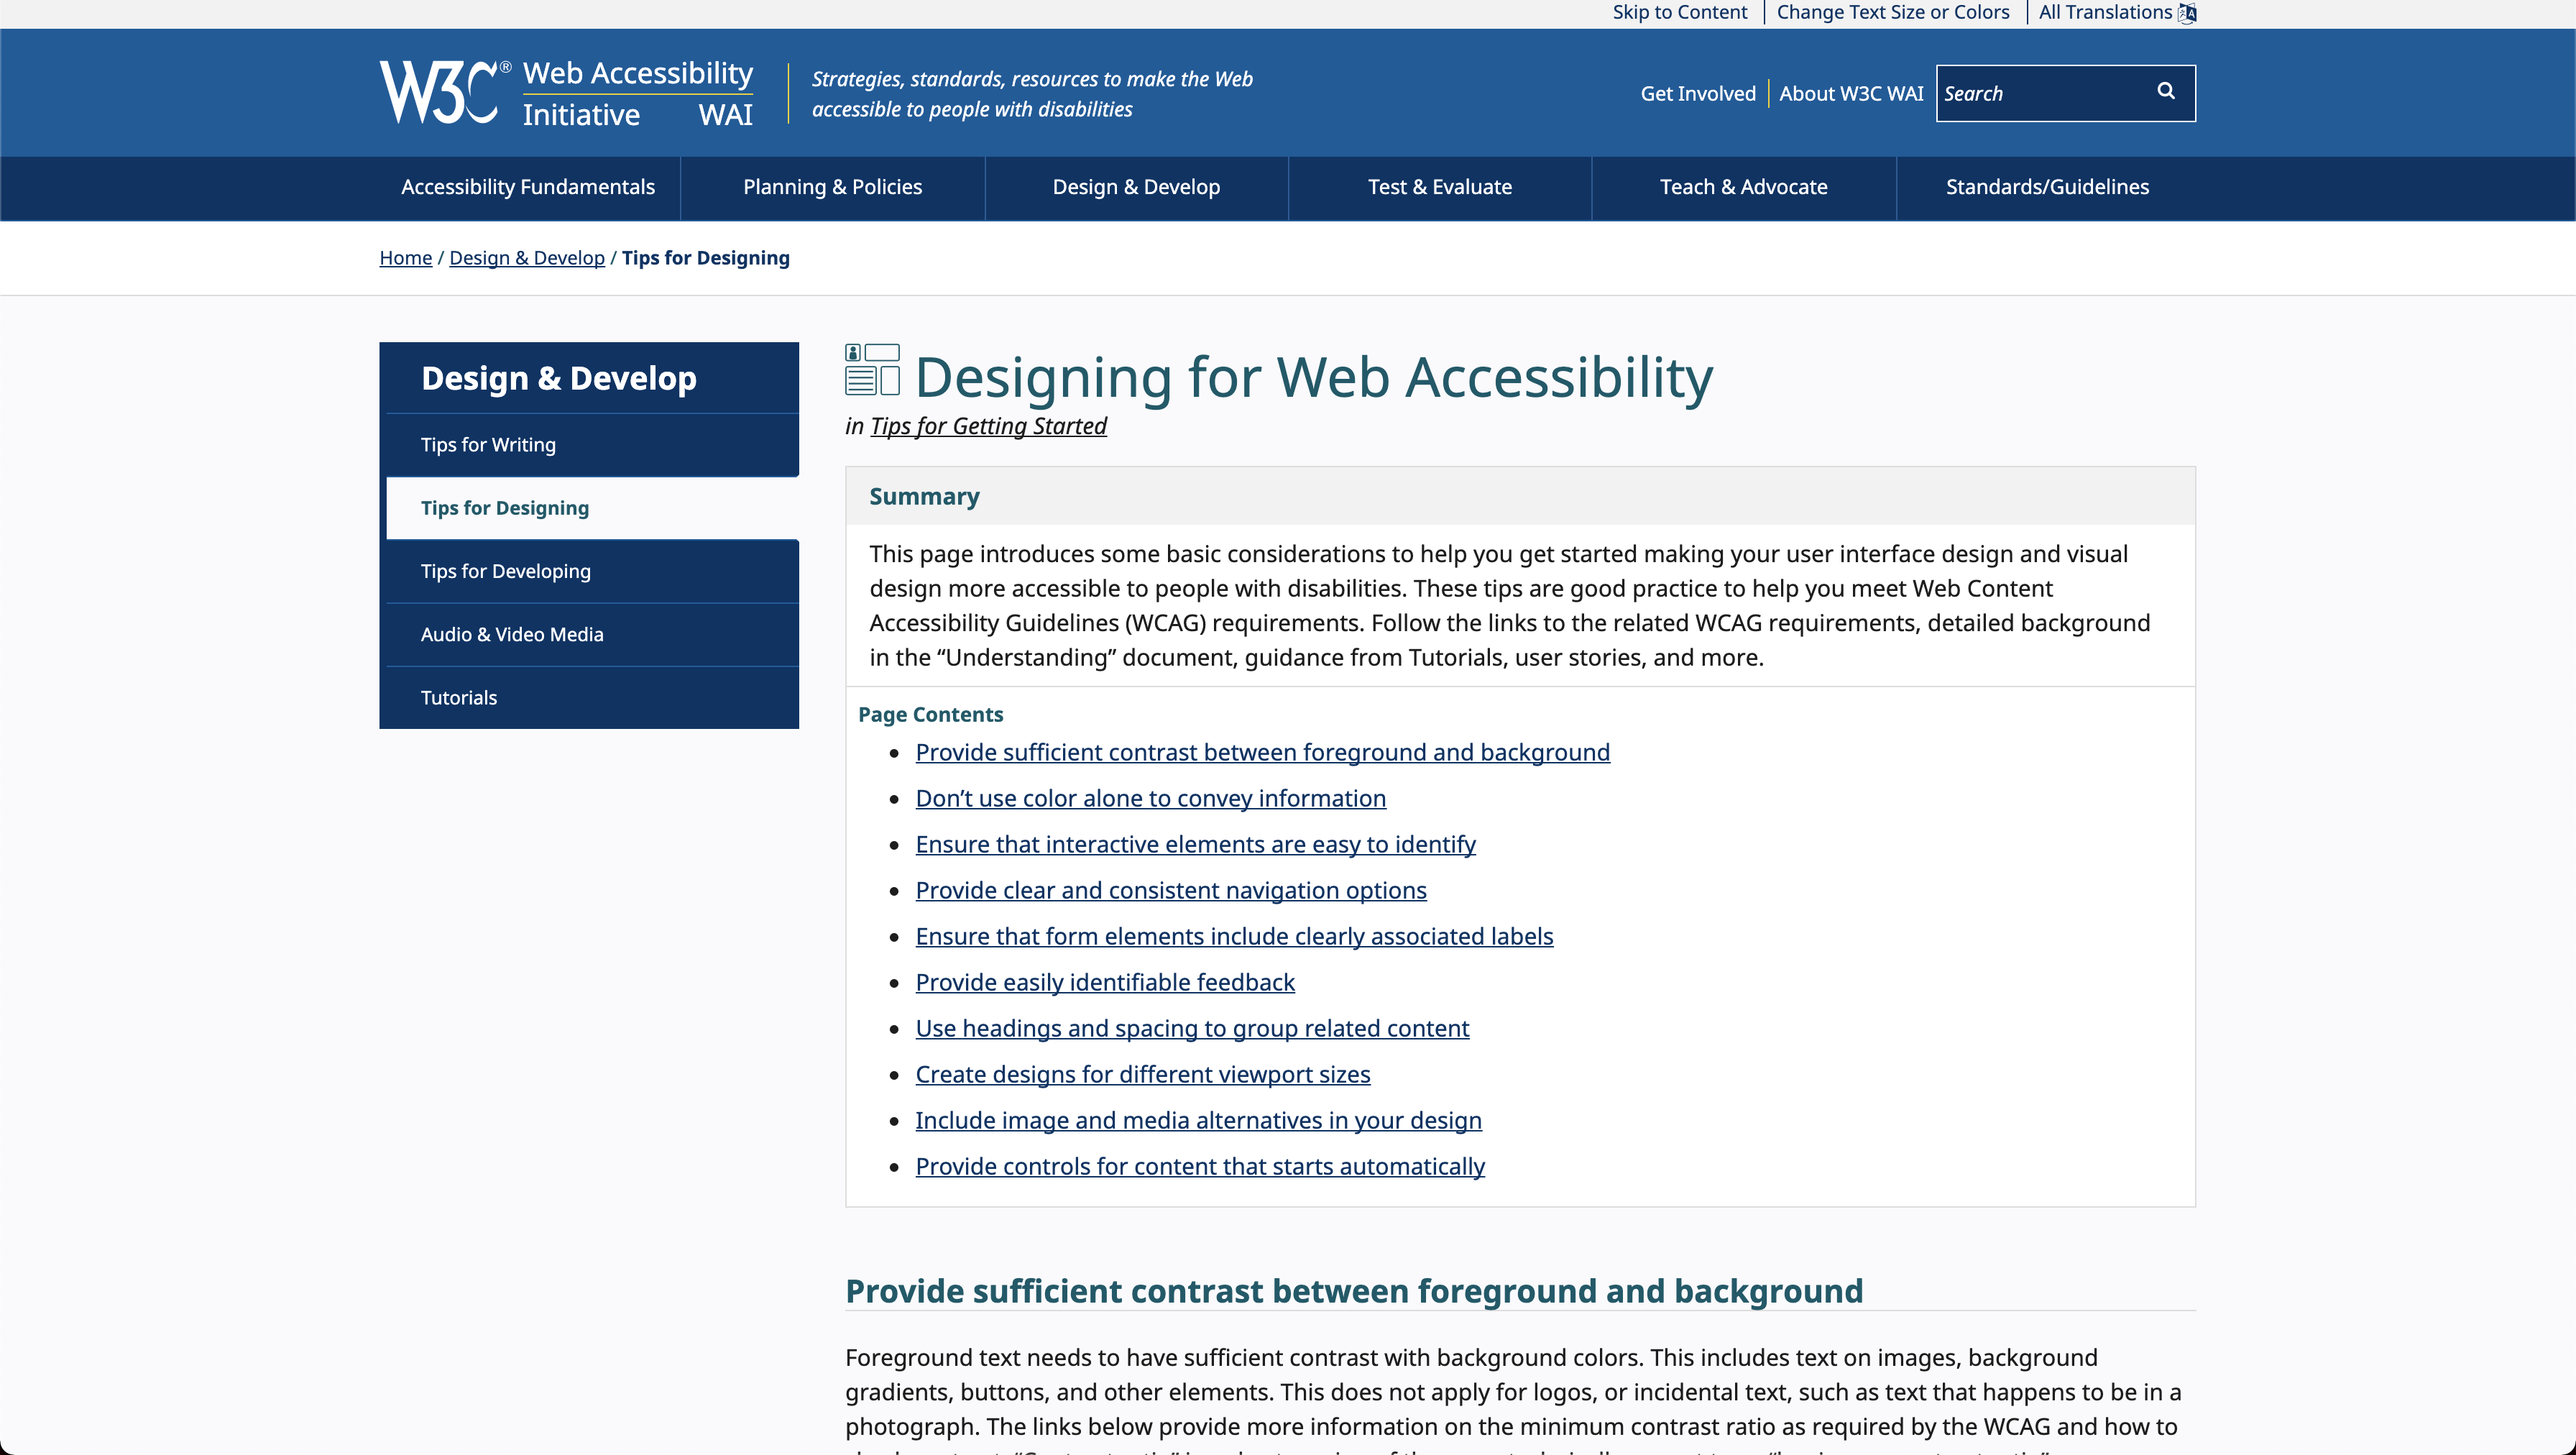 Skip to Content
Change Text Size or Colors
All Translations
W3C® Web Accessibility
Initiative WAI
Strategies, standards, resources to make the Web
accessible to people with disabilities
Get Involved
About W3C WAI
Search
Accessibility Fundamentals
Planning & Policies
Design & Develop
Test & Evaluate
Teach & Advocate
Standards/Guidelines
Home / Design & Develop / Tips for Designing
Design & Develop
Tips for Writing
Tips for Designing
Tips for Developing
Audio & Video Media
Tutorials
Designing for Web Accessibility
in Tips for Getting Started
Summary
This page introduces some basic considerations to help you get started making your user interface design and visual
design more accessible to people with disabilities. These tips are good practice to help you meet Web Content
Accessibility Guidelines (WCAG) requirements. Follow the links to the related WCAG requirements, detailed background
in the “Understanding” document, guidance from Tutorials, user stories, and more.
Page Contents
Provide sufficient contrast between foreground and background
Don’t use color alone to convey information
Ensure that interactive elements are easy to identify
Provide clear and consistent navigation options
Ensure that form elements include clearly associated labels
Provide easily identifiable feedback
Use headings and spacing to group related content
Create designs for different viewport sizes
Include image and media alternatives in your design
Provide controls for content that starts automatically
Provide sufficient contrast between foreground and background
Foreground text needs to have sufficient contrast with background colors. This includes text on images, background
gradients, buttons, and other elements. This does not apply for logos, or incidental text, such as text that happens to be in a
photograph. The links below provide more information on the minimum contrast ratio as required by the WCAG and how to